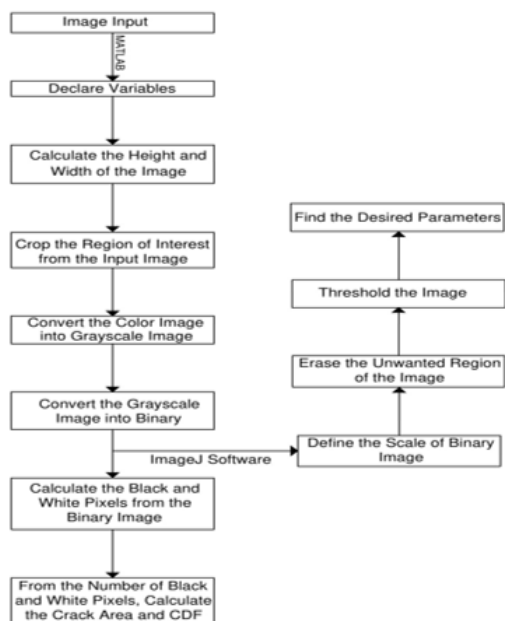 Image Input
MATLAB
Declare Variables
Calculate the Height and
Width of the Image
Crop the Region of Interest
from the Input Image
Convert the Color Image
into Grayscale Image
Convert the Grayscale
Image into Binary
ImageJ Software
Calculate the Black and
White Pixels from the
Binary Image
From the Number of Black
and White Pixels, Calculate
the Crack Area and CDF
Define the Scale of Binary
Image
Erase the Unwanted Region
of the Image
Threshold the Image
Find the Desired Parameters